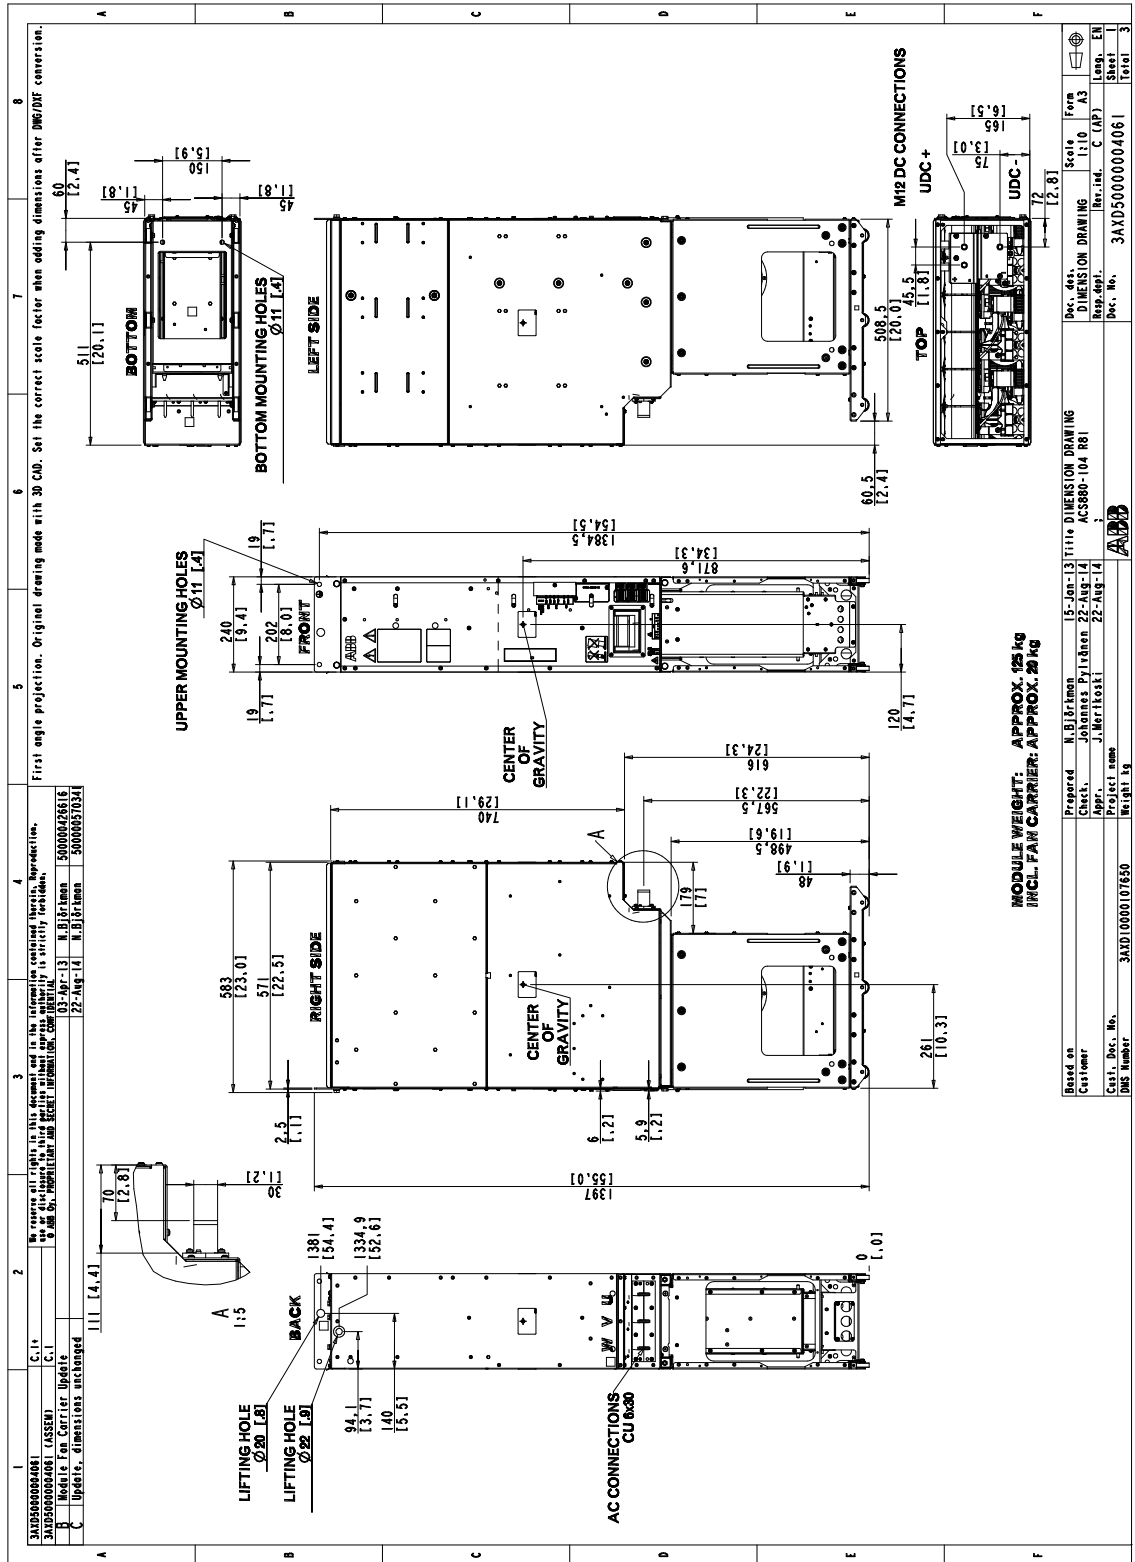 First angle projection. Original drawing made with 3D CAD. Set the correct scale factor when adding dimensions after DWG/DXF conversion.
1
2
3
4
5
6
7
8
A
B
C
D
E
F
A
B
C
D
E
F
3AXD50000004061
C.1+
3AXD50000004061 (ASSEM)
C.1
B
Module Fan Carrier Update
03-Apr-13
N.Björkman
5000042661G
C
Update, dimensions unchanged
22-Aug-14
N.Björkman
50000657034I
We reserve all rights in this document and in the information contained therein. Reproduction,
use or disclosure to third parties without express authority is strictly forbidden.
© ABB Oy. PROPRIETARY AND SECRET INFORMATION. CONFIDENTIAL
111 [4,4]
70
[2,8]
30
[1,2]
A
1:5
BACK
1381
[54,4]
1334,9
[52,6]
0
[,0]
LIFTING HOLE
Ø20 [.8]
LIFTING HOLE
Ø22 [.9]
94,1
[3,7]
140
[5,5]
W V U
AC CONNECTIONS
CU 6x30
RIGHT SIDE
583
[23,0]
571
[22,5]
2,5
[,1]
6
[,2]
5,9
[,2]
1397
[55,0]
CENTER
OF
GRAVITY
261
[10,3]
A
179
[7]
740
[29,1]
616
[24,3]
567,5
[22,3]
498,5
[19,6]
48
[1,9]
UPPER MOUNTING HOLES
Ø11 [.4]
240
[9,4]
202
[8,0]
19
[,7]
19
[,7]
FRONT
ABB
CENTER
OF
GRAVITY
1384,5
[54,5]
871,6
[34,3]
120
[4,7]
BOTTOM
511
[20,1]
60
[2,4]
45
[1,8]
150
[5,9]
45
[1,8]
BOTTOM MOUNTING HOLES
Ø11 [.4]
LEFT SIDE
508,5
[20,0]
60,5
[2,4]
TOP
M12 DC CONNECTIONS
UDC +
UDC -
45,5
[1,8]
72
[2,8]
75
[3,0]
165
[6,5]
MODULE WEIGHT: APPROX. 125 kg
INCL. FAN CARRIER: APPROX. 20 kg
Based on
Customer
Cust. Doc. No.
DMS Number
3AXD10000107650
Prepared
N.Björkman
15-Jan-13
Check.
Johannes Pylvänen
22-Aug-14
Appr.
J.Mertkoski
22-Aug-14
Project name
Weight kg
Title
DIMENSION DRAWING
ACS880-104 R8I
ABB
Doc. des.
DIMENSION DRAWING
Resp.dept.
Doc. No.
3AXD50000004061
Scale
1:10
Form
A3
Rev.ind.
C (AP)
Lang.
EN
Sheet
1
Total
3